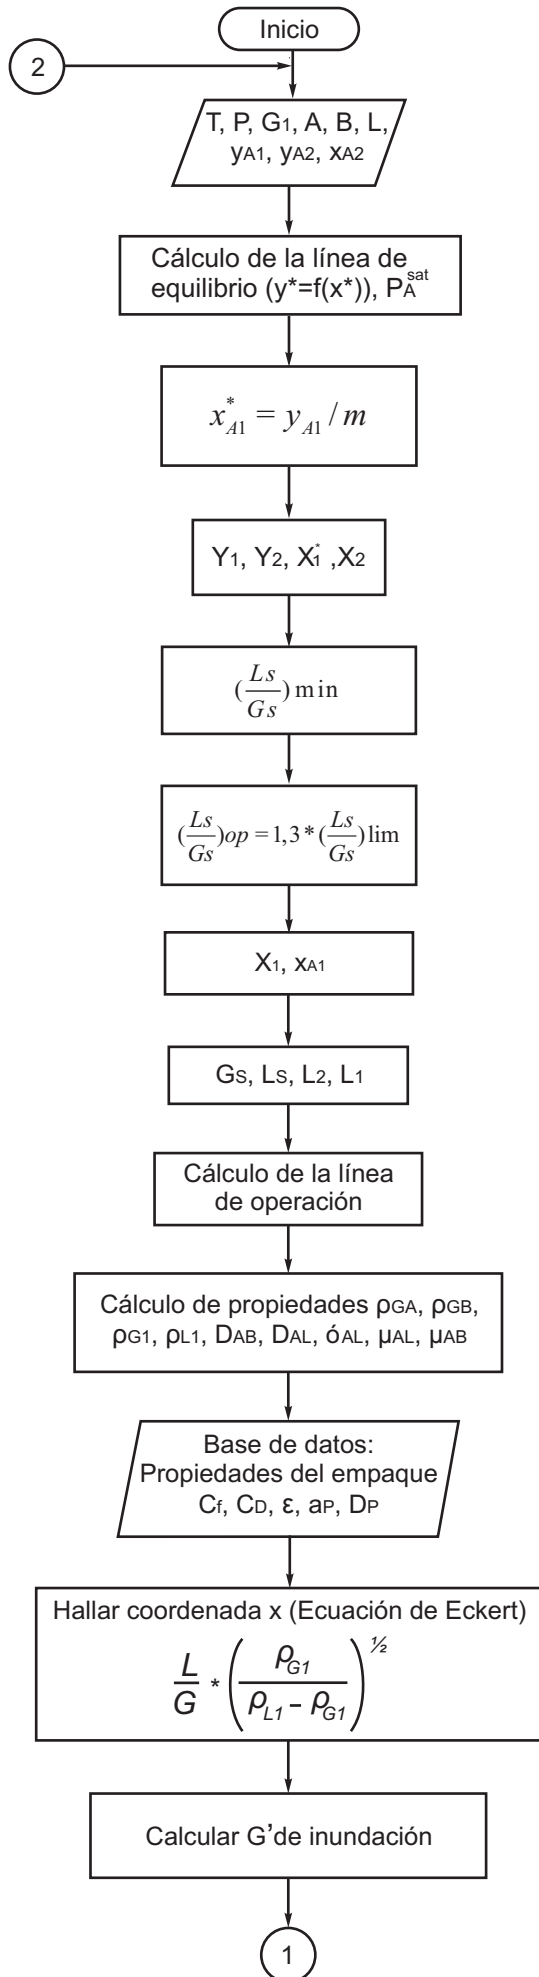 Inicio
2
T, P, G1, A, B, L,
yA1, yA2, xA2
Cálculo de la línea de
equilibrio (y*=f(x*)), PA^sat
x*A1 = yA1 / m
Y1, Y2, X1* ,X2
(Ls/Gs) min
(Ls/Gs)op = 1,3*(Ls/Gs)lim
X1, xA1
GS, LS, L2, L1
Cálculo de la línea
de operación
Cálculo de propiedades ρGA, ρGB,
ρG1, ρL1, DAB, DAL, óAL, μAL, μAB
Base de datos:
Propiedades del empaque
Cf, CD, ε, aP, DP
Hallar coordenada x (Ecuación de Eckert)
L/G * (ρG1 / (ρL1 – ρG1))^½
Calcular G’de inundación
1